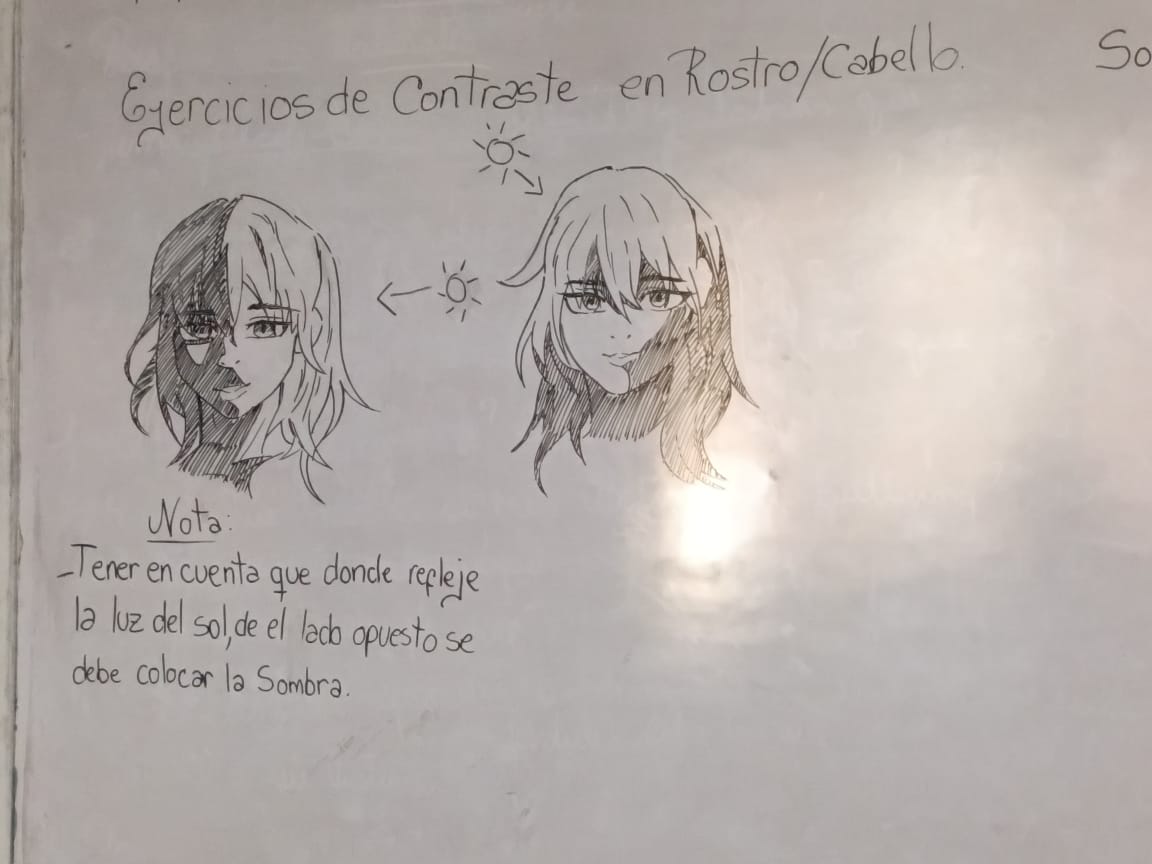 Ejercicios de Contraste en Rostro/Cabello.
So
Nota:
-Tener en cuenta que donde refleje
la luz del sol, de el lado opuesto se
debe colocar la Sombra.